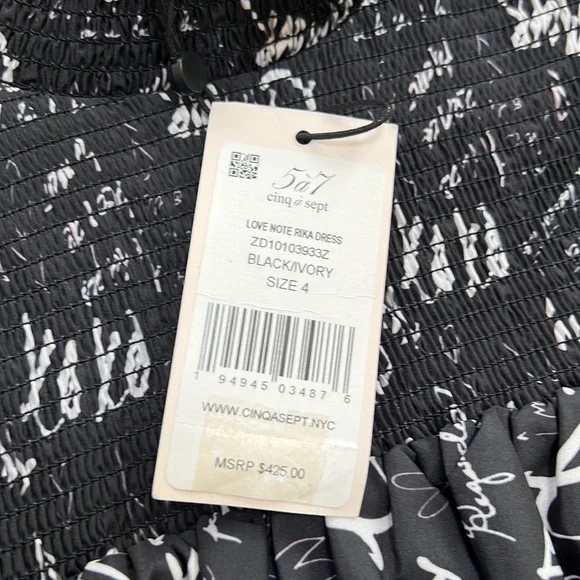 5à7
cinq à sept
LOVE NOTE RIKA DRESS
ZD10103933Z
BLACK/IVORY
SIZE 4
1 94945 03487 6
WWW.CINQASEPT.NYC
MSRP $425.00